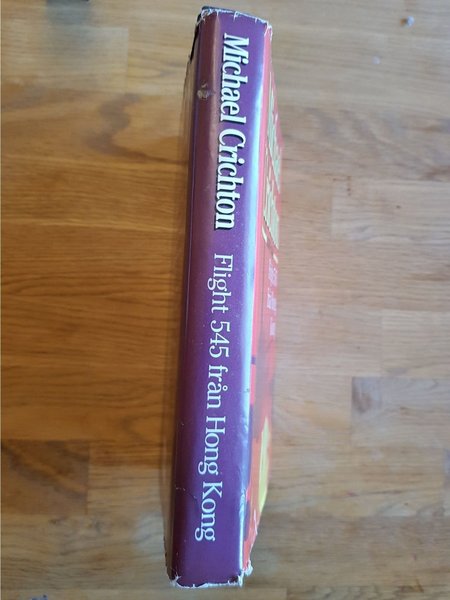 Michael Crichton
Flight 545 från Hong Kong